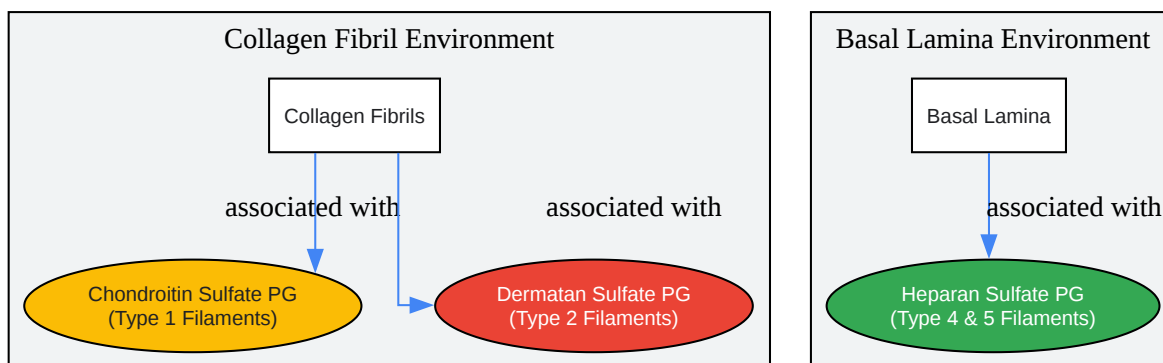 Collagen Fibril Environment
Collagen Fibrils
associated with
associated with
Chondroitin Sulfate PG
(Type 1 Filaments)
Dermatan Sulfate PG
(Type 2 Filaments)
Basal Lamina Environment
Basal Lamina
associated with
Heparan Sulfate PG
(Type 4 & 5 Filaments)